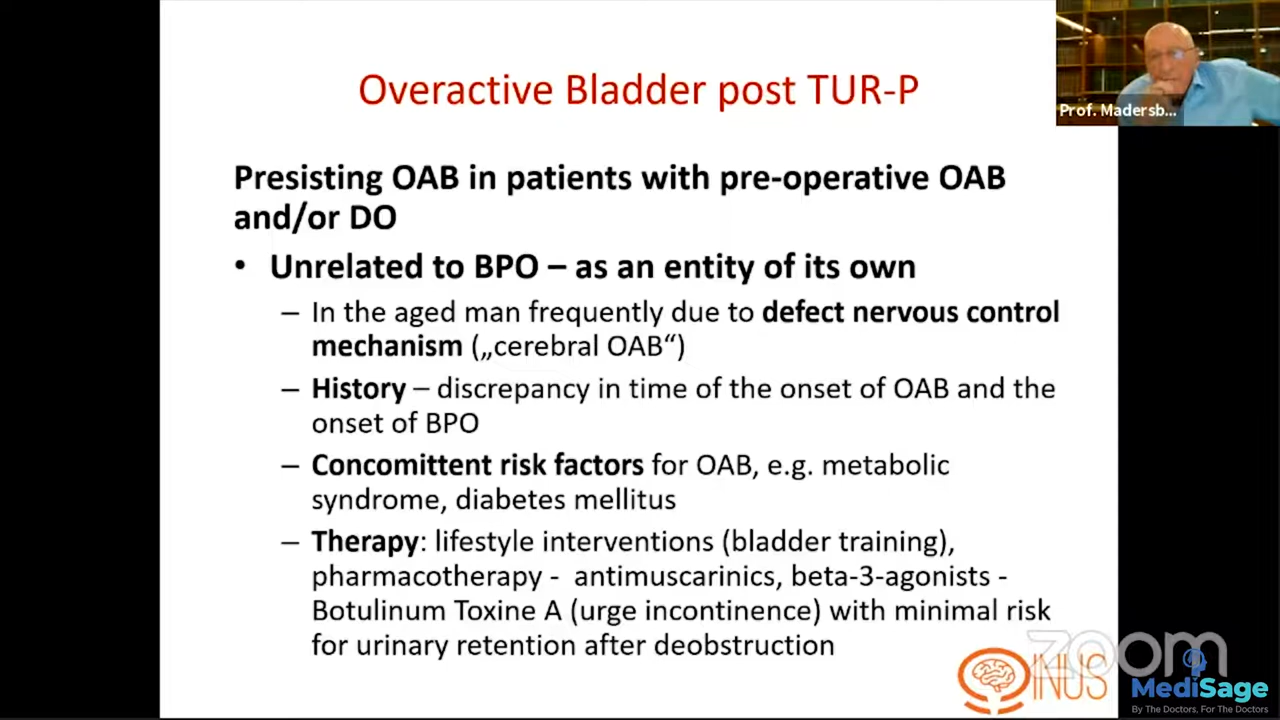 Overactive Bladder post TUR-P
Prof. Madersb...
Presisting OAB in patients with pre-operative OAB
and/or DO
• Unrelated to BPO – as an entity of its own
– In the aged man frequently due to defect nervous control
mechanism („cerebral OAB“)
– History – discrepancy in time of the onset of OAB and the
onset of BPO
– Concomittent risk factors for OAB, e.g. metabolic
syndrome, diabetes mellitus
– Therapy: lifestyle interventions (bladder training),
pharmacotherapy - antimuscarinics, beta-3-agonists -
Botulinum Toxine A (urge incontinence) with minimal risk
for urinary retention after deobstruction
zoom
INUS
MediSage
By The Doctors, For The Doctors